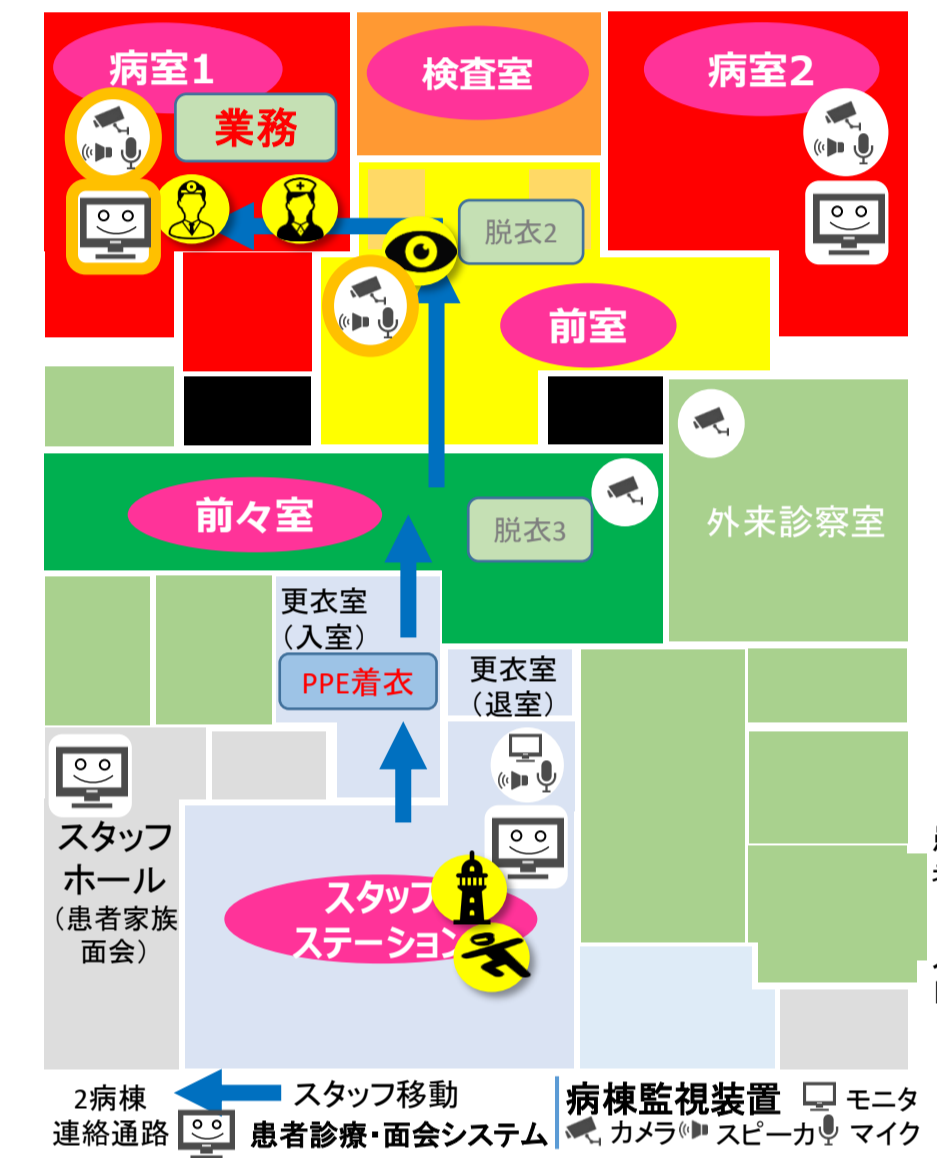 病室1
検査室
病室2
業務
脱衣2
前室
前々室
脱衣3
外来診察室
更衣室
（入室）
PPE着衣
更衣室
（退室）
スタッフ
ホール
（患者家族
面会）
スタッフ
ステーション
2病棟
連絡通路
スタッフ移動
患者診療・面会システム
病棟監視装置
モニタ
カメラ
スピーカ
マイク